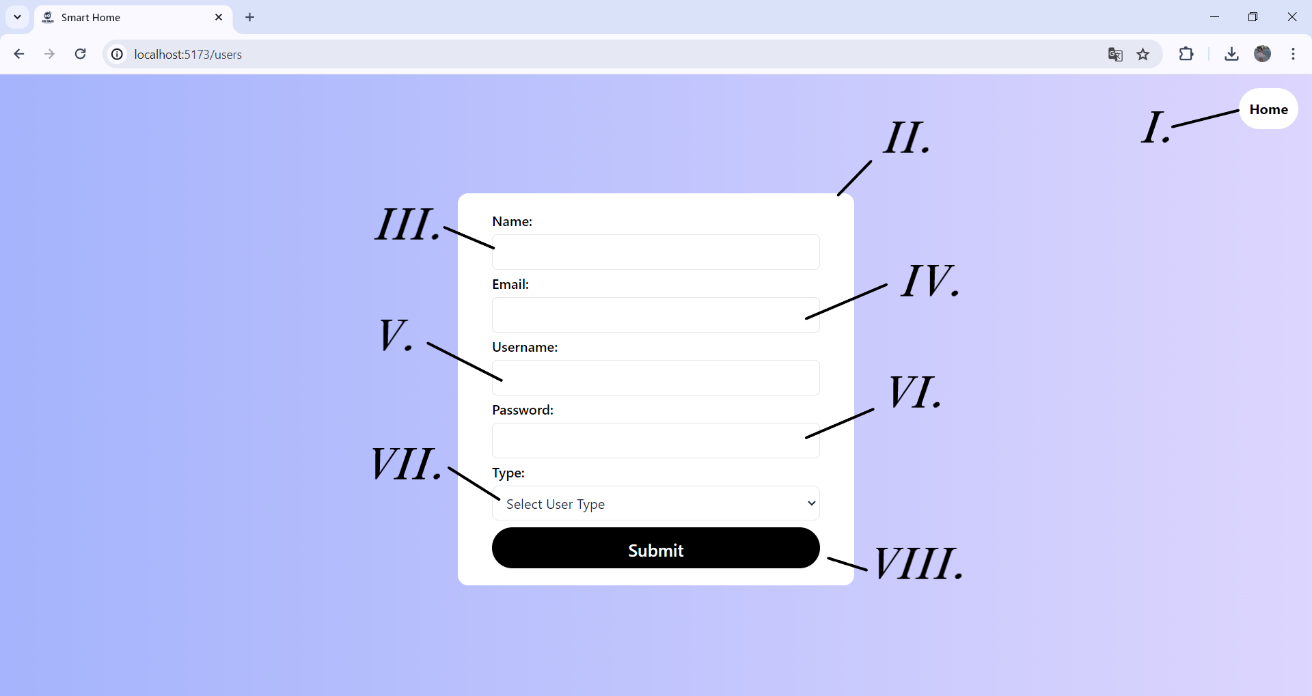 Smart Home
localhost:5173/users
Home
I.
II.
III.
Name:
Email:
IV.
V.
Username:
VI.
Password:
VII.
Type:
Select User Type
Submit
VIII.